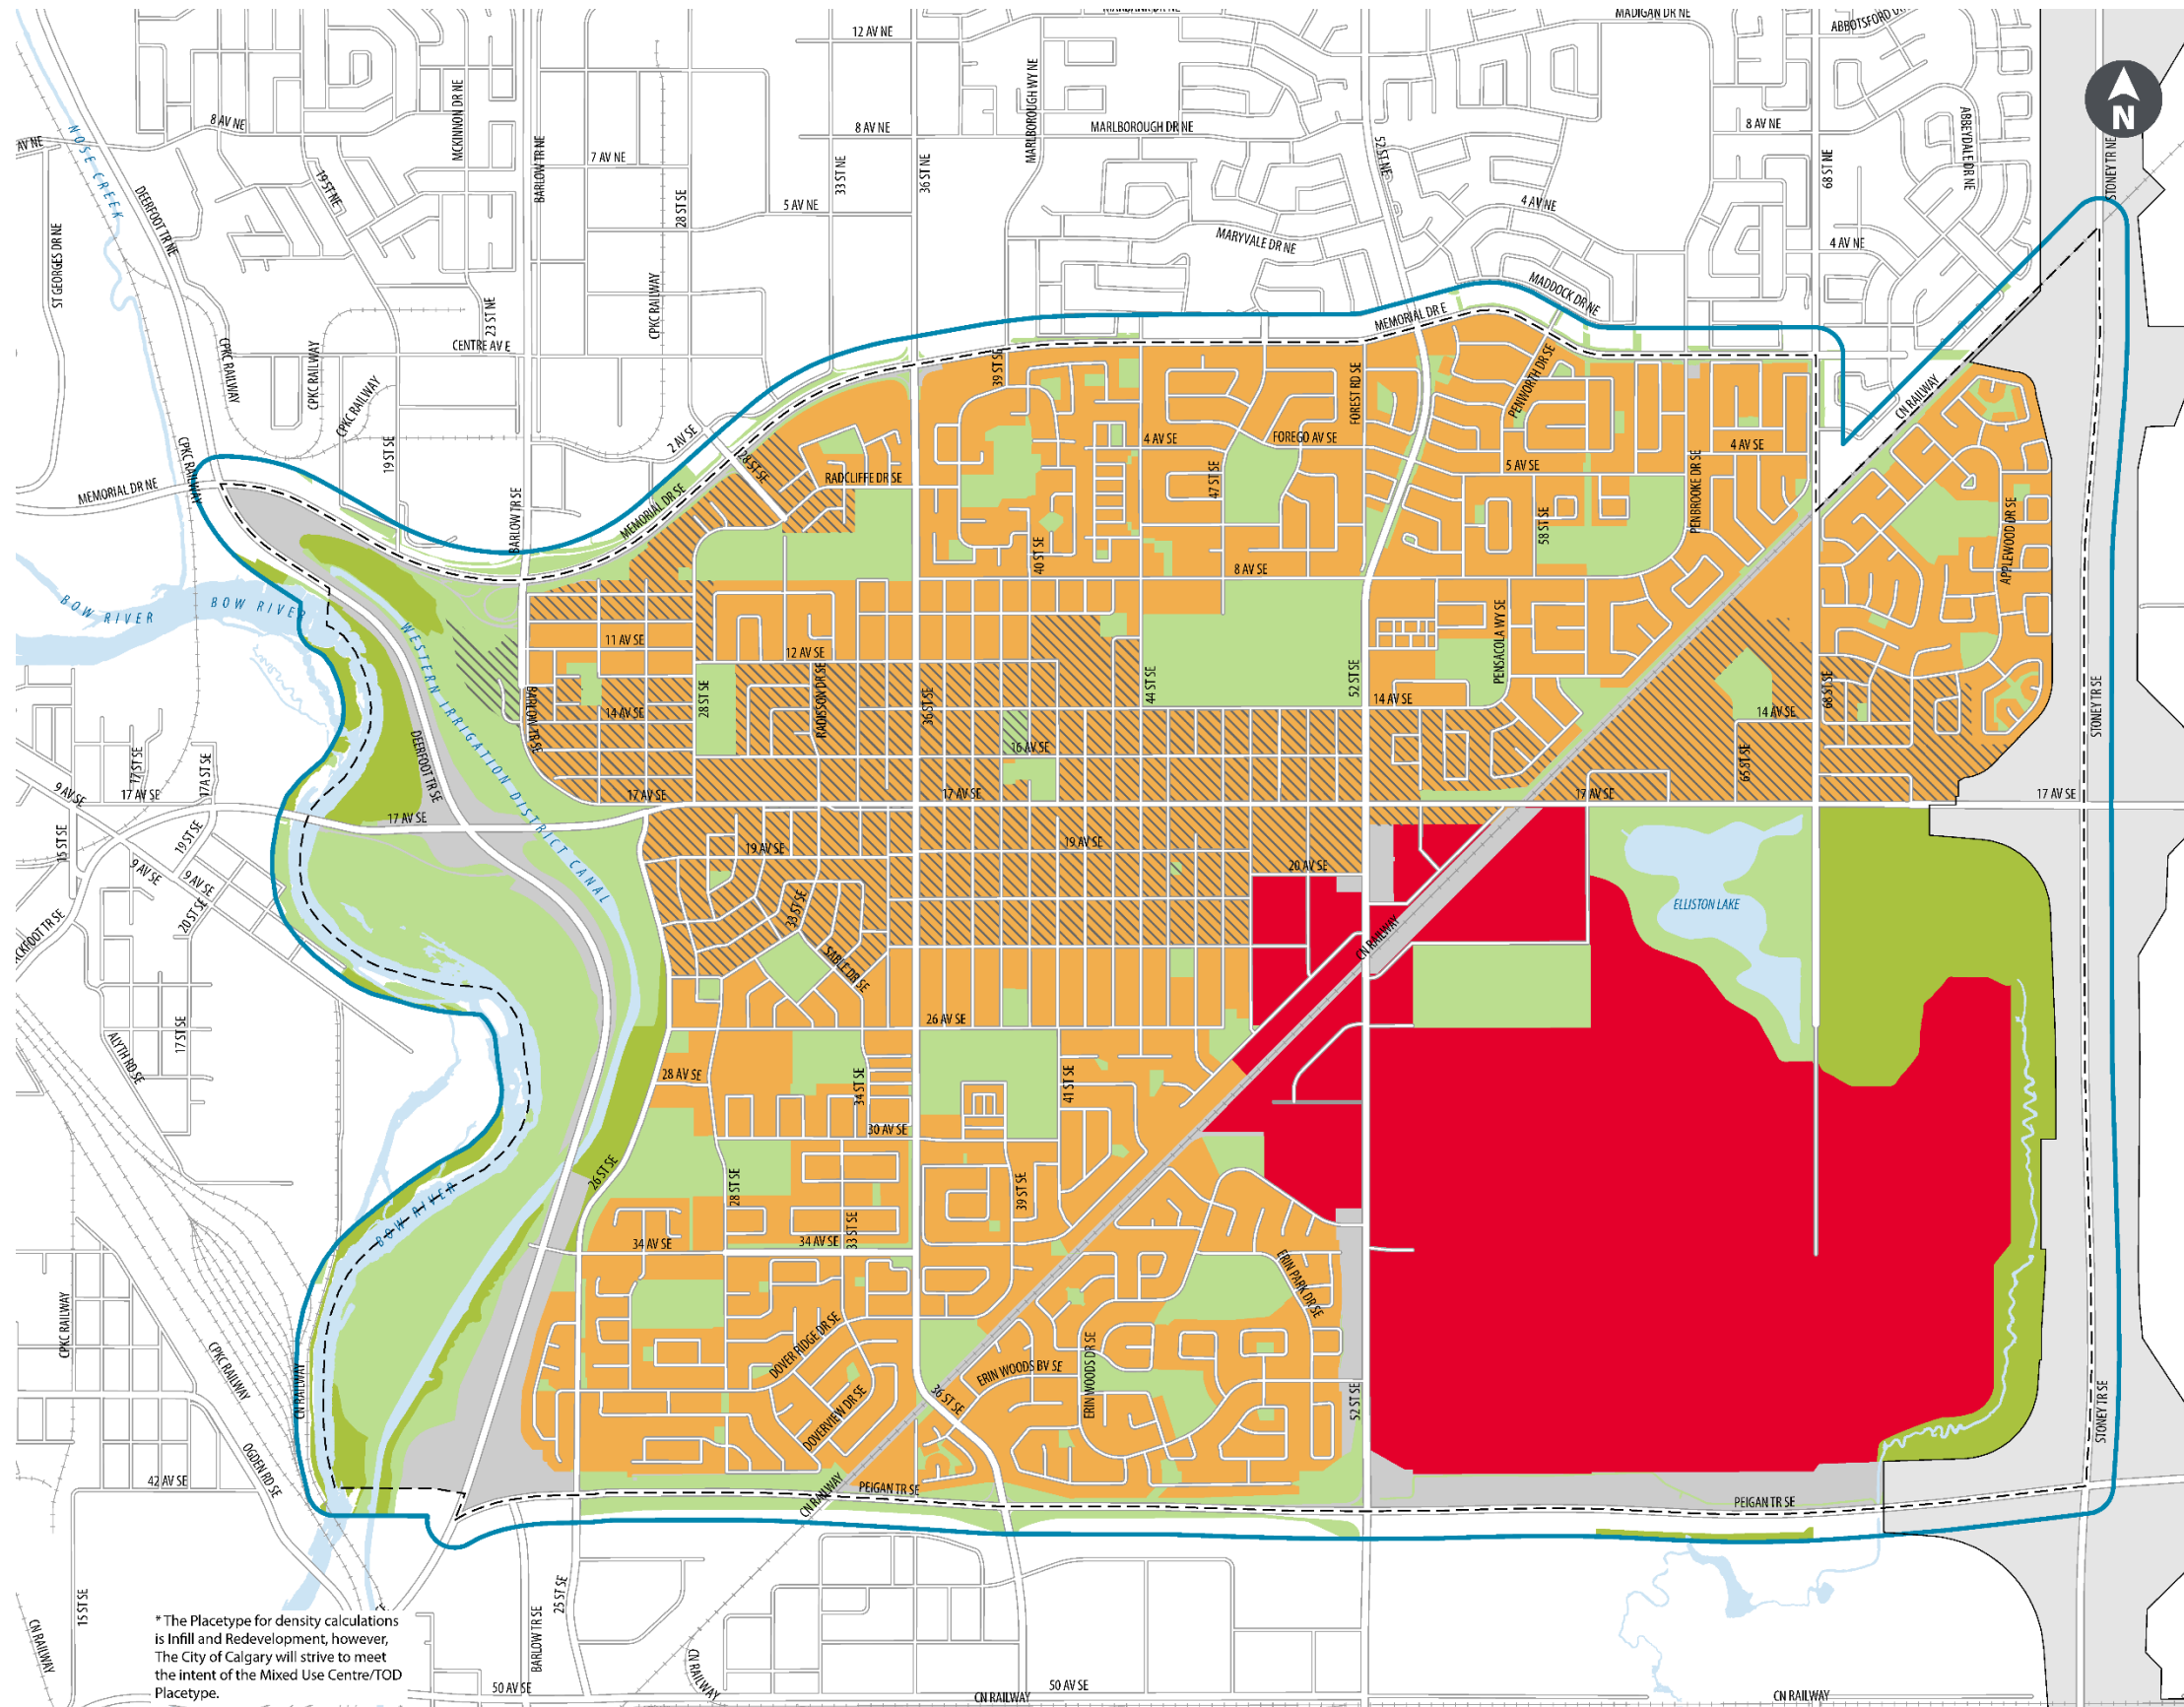 MADIGAN DR NE
12 AV NE
N
MCKINNON DR NE
MARLBOROUGH WY NE
ABBEYDALE DR NE
NOSE CREEK
8 AV NE
8 AV NE
MARLBOROUGH DR NE
8 AV NE
AV NE
52 ST NE
STONEY TR NE
BARLOW TR NE
7 AV NE
33 ST NE
36 ST NE
68 ST NE
19 ST NE
DEERFOOT TR NE
28 ST SE
5 AV NE
4 AV NE
MARYVALE DR NE
4 AV NE
ST GEORGES DR NE
CPKC RAILWAY
23 ST NE
MADDOCK DR NE
MEMORIAL DR E
CENTRE AV E
CPKC RAILWAY
CPKC RAILWAY
CPKC RAILWAY
39 ST SE
FOREST RD SE
PENWORTH DR SE
CN RAILWAY
2 AV SE
19 ST SE
4 AV SE
FOREGO AV SE
4 AV SE
28 ST SE
RADCLIFFE DR SE
47 ST SE
5 AV SE
PENBROOKE DR SE
CPKC RAILWAY
MEMORIAL DR NE
MEMORIAL DR SE
BARLOW TR SE
58 ST SE
APPLEWOOD DR SE
40 ST SE
8 AV SE
BOW RIVER
BOW RIVER
WESTERN IRRIGATION DISTRICT CANAL
11 AV SE
12 AV SE
PENSACOLA WY SE
44 ST SE
52 ST SE
14 AV SE
68 ST SE
28 ST SE
RADISSON DR SE
36 ST SE
14 AV SE
14 AV SE
STONEY TR SE
BARLOW TR SE
16 AV SE
65 ST SE
DEERFOOT TR SE
17 ST SE
17A ST SE
9 AV SE
17 AV SE
17 AV SE
17 AV SE
17 AV SE
17 AV SE
17 AV SE
15 ST SE
19 ST SE
19 AV SE
19 AV SE
20 AV SE
9 AV SE
9 AV SE
20 ST SE
33 ST SE
ELLISTON LAKE
CKFOOT TR SE
SABLE DR SE
CN RAILWAY
26 AV SE
17 ST SE
ALYTH RD SE
28 AV SE
34 ST SE
41 ST SE
30 AV SE
26 ST SE
28 ST SE
39 ST SE
BOW RIVER
33 ST SE
34 AV SE
34 AV SE
ERIN PARK DR SE
CPKC RAILWAY
CPKC RAILWAY
DOVER RIDGE DR SE
ERIN WOODS BV SE
ERIN WOODS DR SE
CN RAILWAY
36 ST SE
52 ST SE
STONEY TR SE
DOVERVIEW DR SE
OGDEN RD SE
42 AV SE
CN RAILWAY
PEIGAN TR SE
PEIGAN TR SE
15 ST SE
25 ST SE
BARLOW TR SE
CN RAILWAY
CN RAILWAY
* The Placetype for density calculations
is Infill and Redevelopment, however,
The City of Calgary will strive to meet
the intent of the Mixed Use Centre/TOD
Placetype.
50 AV SE
50 AV SE
CN RAILWAY
CN RAILWAY